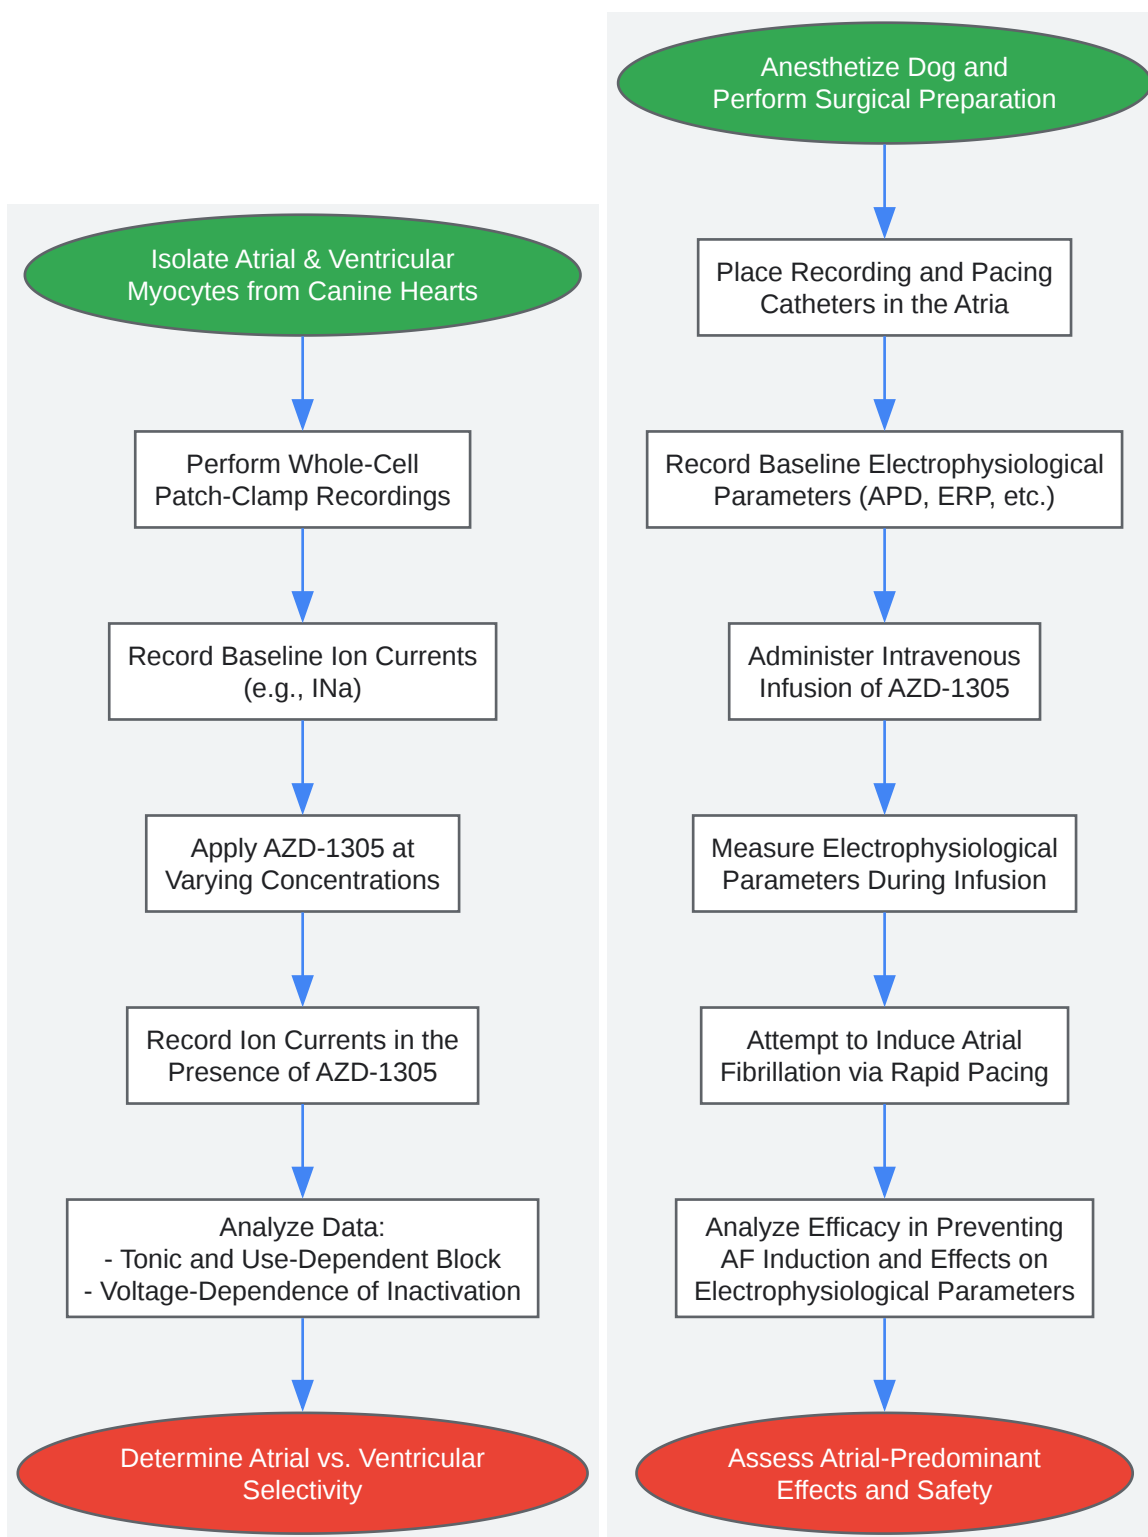 Isolate Atrial & Ventricular
Myocytes from Canine Hearts
Perform Whole-Cell
Patch-Clamp Recordings
Record Baseline Ion Currents
(e.g., INa)
Apply AZD-1305 at
Varying Concentrations
Record Ion Currents in the
Presence of AZD-1305
Analyze Data:
- Tonic and Use-Dependent Block
- Voltage-Dependence of Inactivation
Determine Atrial vs. Ventricular
Selectivity
Anesthetize Dog and
Perform Surgical Preparation
Place Recording and Pacing
Catheters in the Atria
Record Baseline Electrophysiological
Parameters (APD, ERP, etc.)
Administer Intravenous
Infusion of AZD-1305
Measure Electrophysiological
Parameters During Infusion
Attempt to Induce Atrial
Fibrillation via Rapid Pacing
Analyze Efficacy in Preventing
AF Induction and Effects on
Electrophysiological Parameters
Assess Atrial-Predominant
Effects and Safety